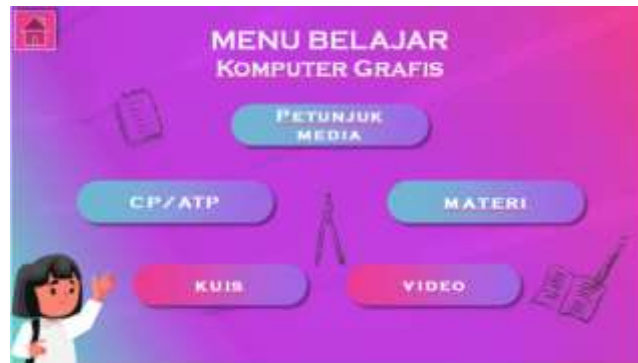 MENU BELAJAR
KOMPUTER GRAFIS
PETUNJUK
MEDIA
CP/ATP
MATERI
KUIS
VIDEO